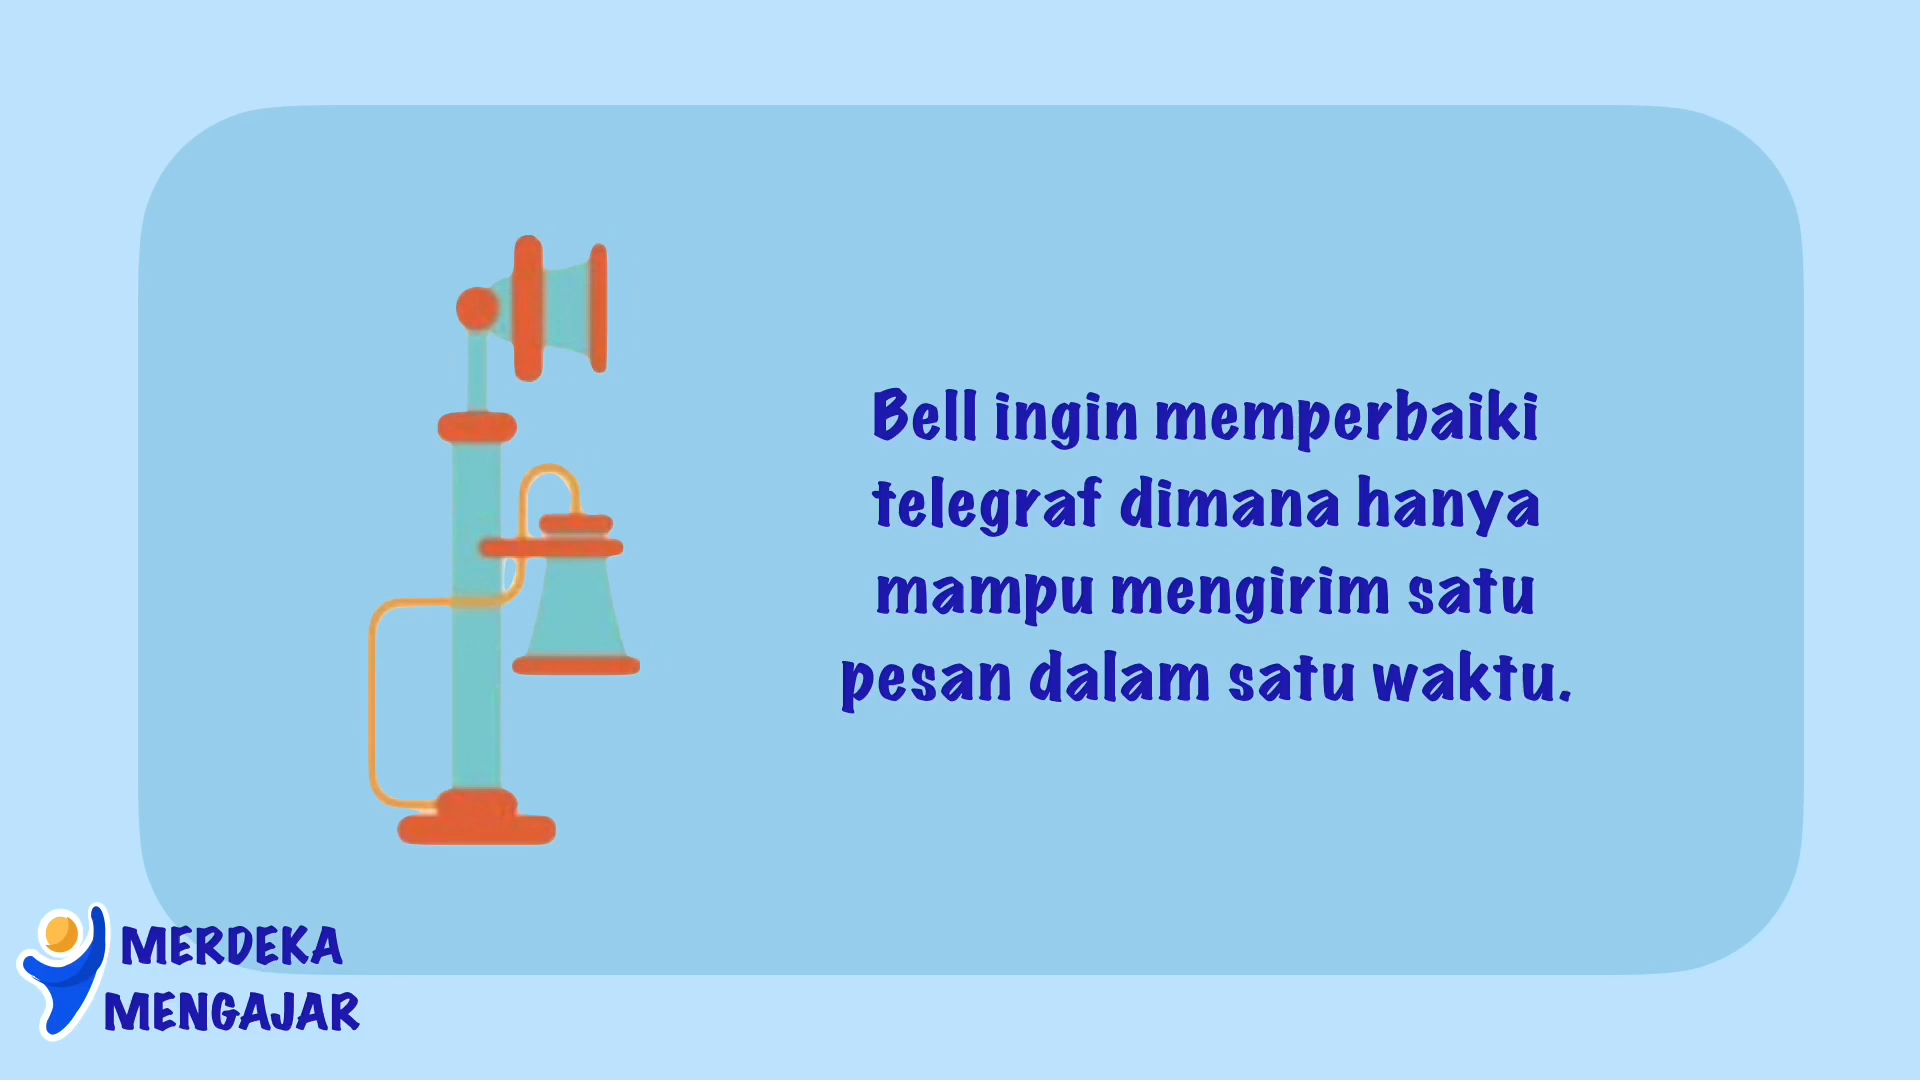 Bell ingin memperbaiki
telegraf dimana hanya
mampu mengirim satu
pesan dalam satu waktu.
MERDEKA
MENGAJAR